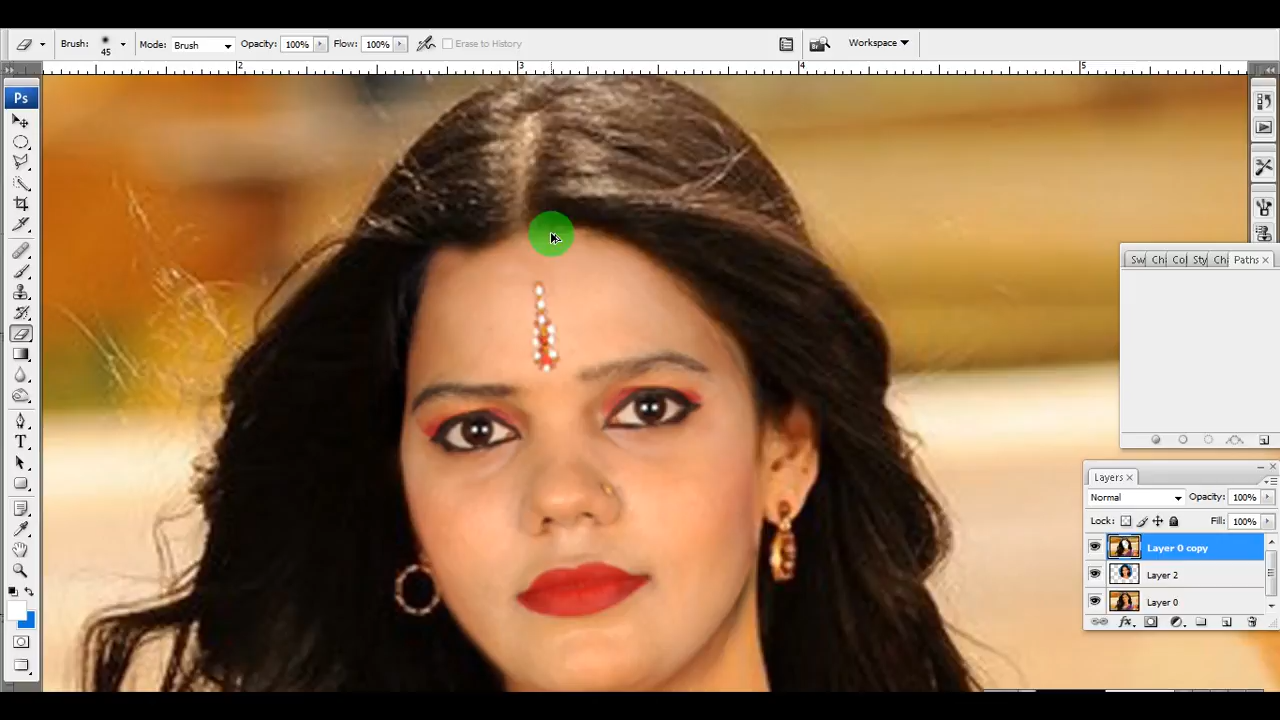 Brush: 45 Mode: Brush Opacity: 100% Flow: 100% Erase to History Workspace
2 3 4 5
Ps
Sw Ch Co Sty Ch Paths
Layers
Normal Opacity: 100%
Lock: Fill: 100%
Layer 0 copy
Layer 2
Layer 0
T
fx